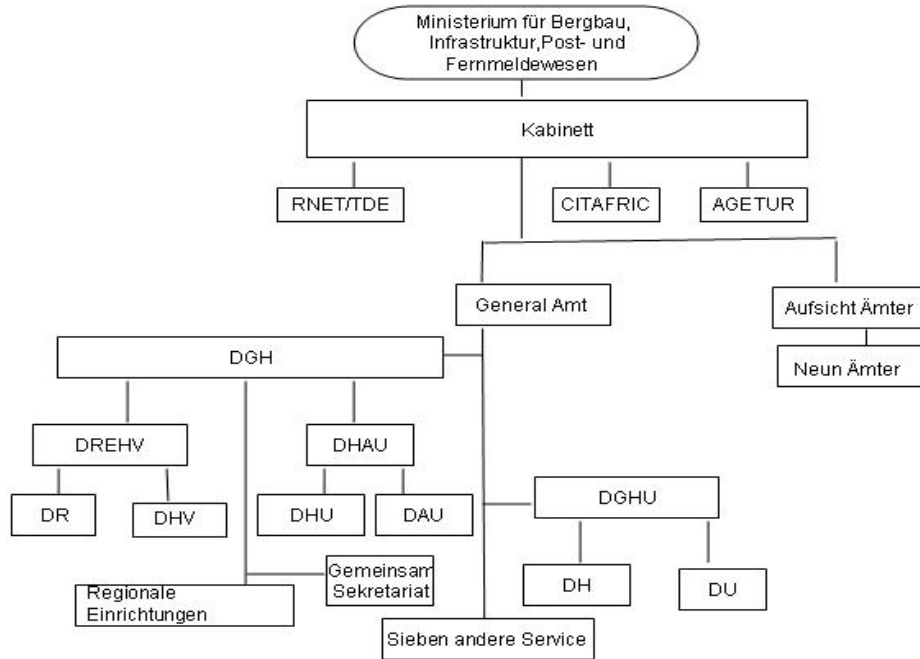 Ministerium für Bergbau,
Infrastruktur,Post- und
Fernmeldewesen
Kabinett
RNET/TDE
CITAFRIC
AGETUR
General Amt
Aufsicht Ämter
Neun Ämter
DGH
DREHV
DHAU
DR
DHV
DHU
DAU
DGHU
DH
DU
Gemeinsam
Sekretariat
Regionale
Einrichtungen
Sieben andere Service